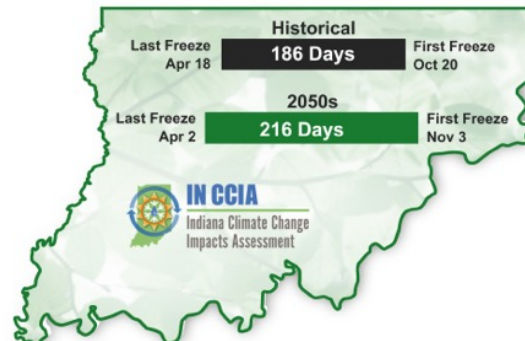 Historical
Last Freeze
Apr 18
186 Days
First Freeze
Oct 20
2050s
Last Freeze
Apr 2
216 Days
First Freeze
Nov 3
IN CCIA
Indiana Climate Change
Impacts Assessment